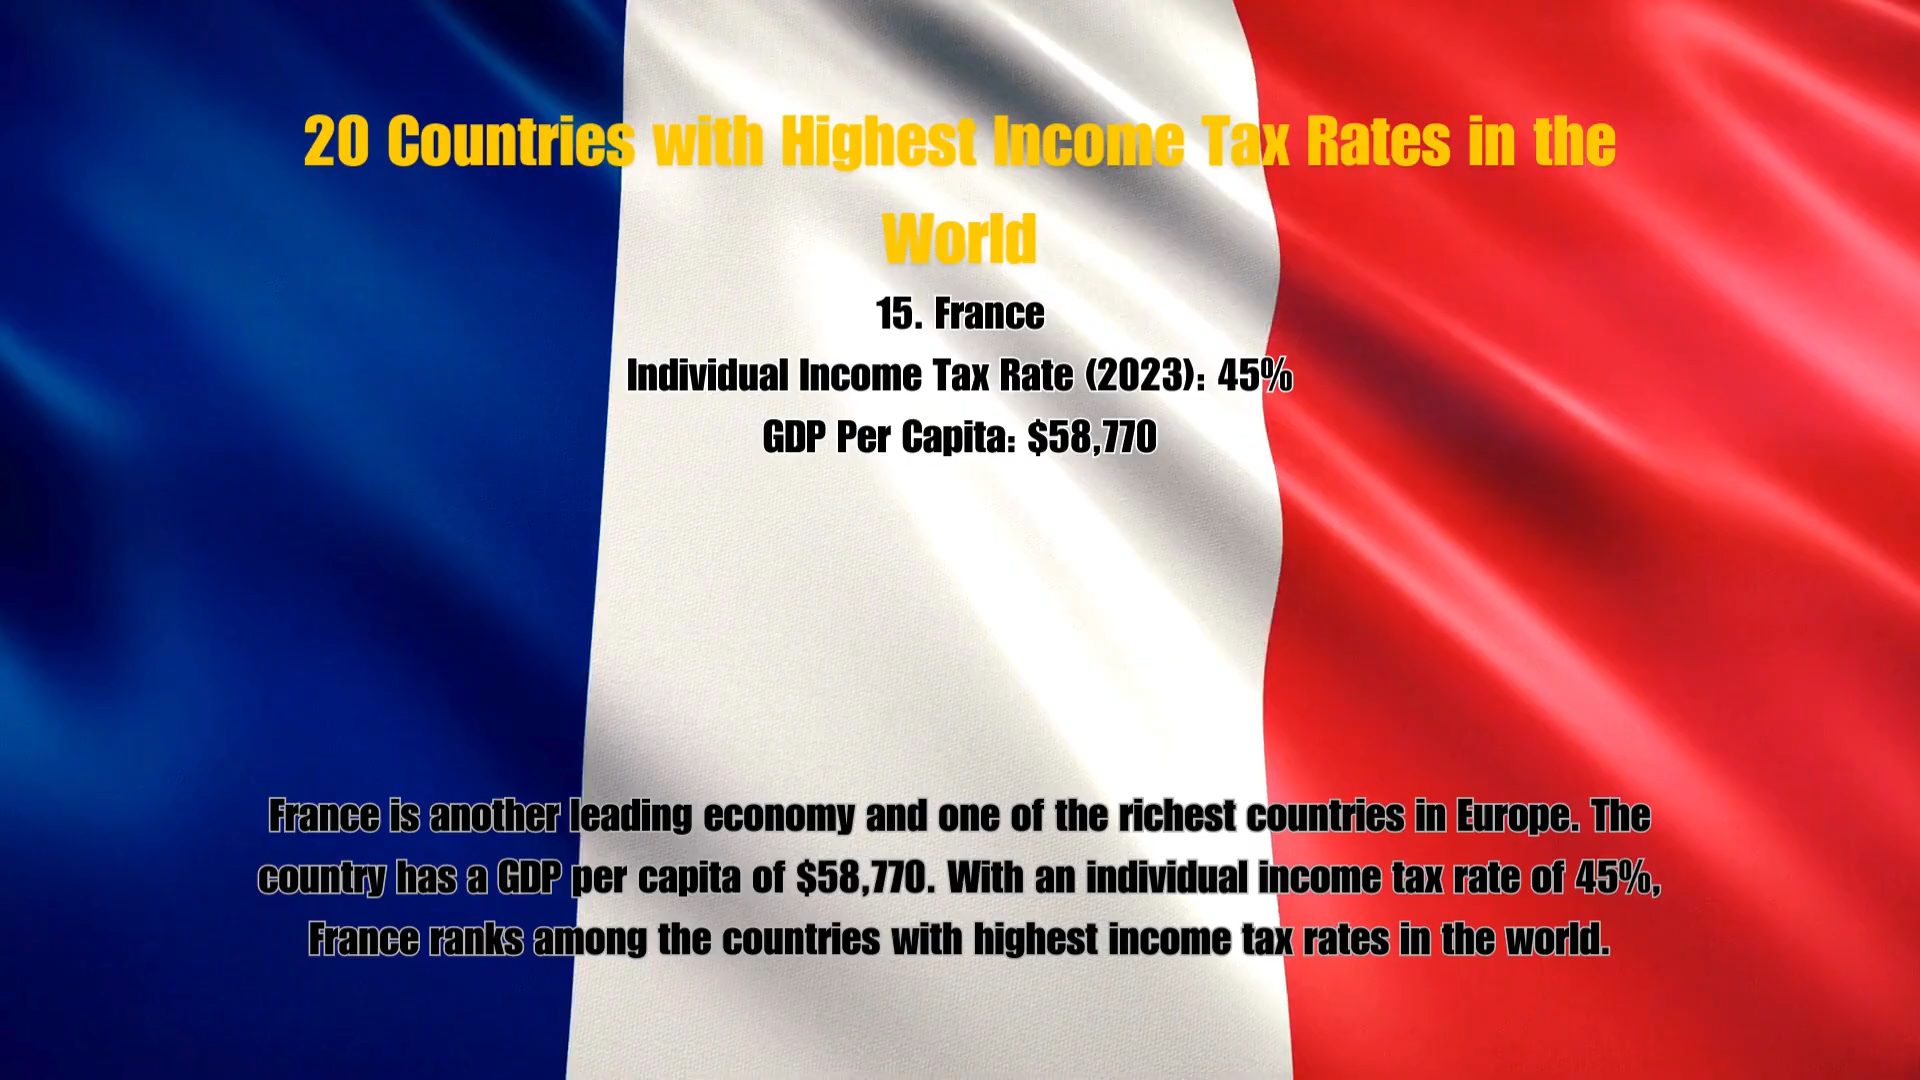 20 Countries with Highest Income Tax Rates in the
World
15. France
Individual Income Tax Rate (2023): 45%
GDP Per Capita: $58,770
France is another leading economy and one of the richest countries in Europe. The
country has a GDP per capita of $58,770. With an individual income tax rate of 45%,
France ranks among the countries with highest income tax rates in the world.